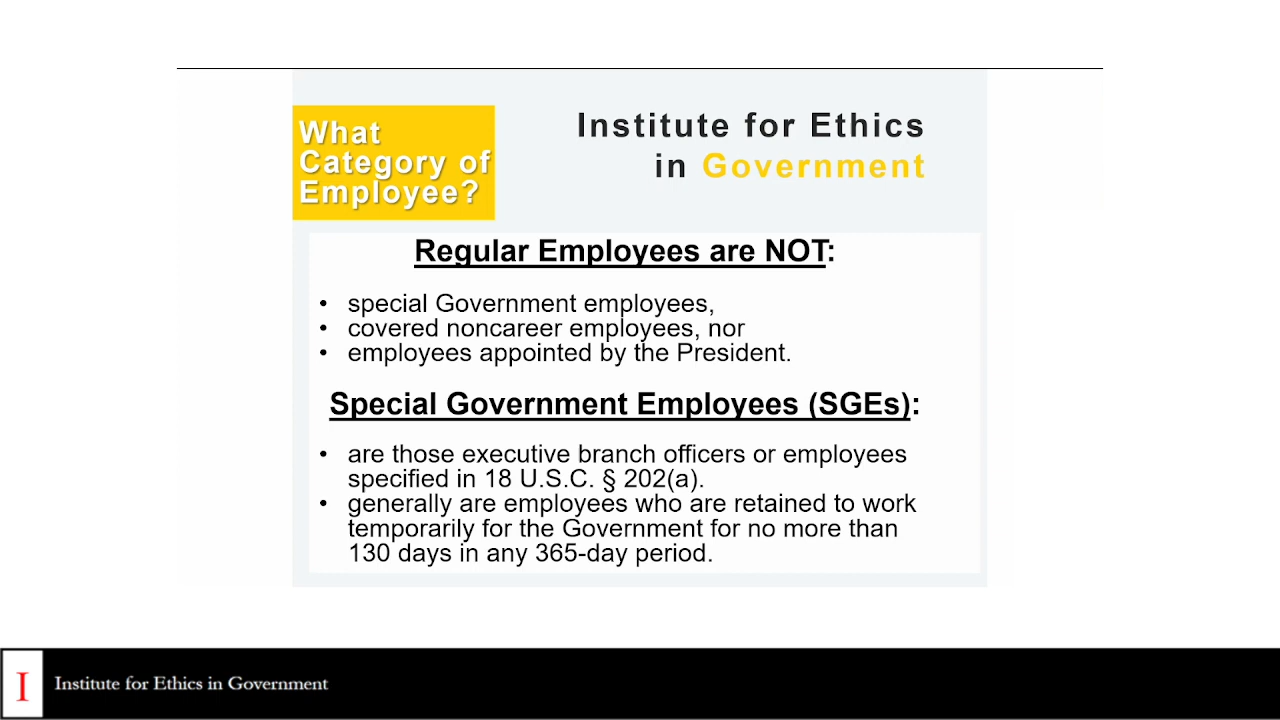 What
Category of
Employee?
Institute for Ethics
in Government
Regular Employees are NOT:
• special Government employees,
• covered noncareer employees, nor
• employees appointed by the President.
Special Government Employees (SGEs):
• are those executive branch officers or employees
specified in 18 U.S.C. § 202(a).
• generally are employees who are retained to work
temporarily for the Government for no more than
130 days in any 365-day period.
I
Institute for Ethics in Government